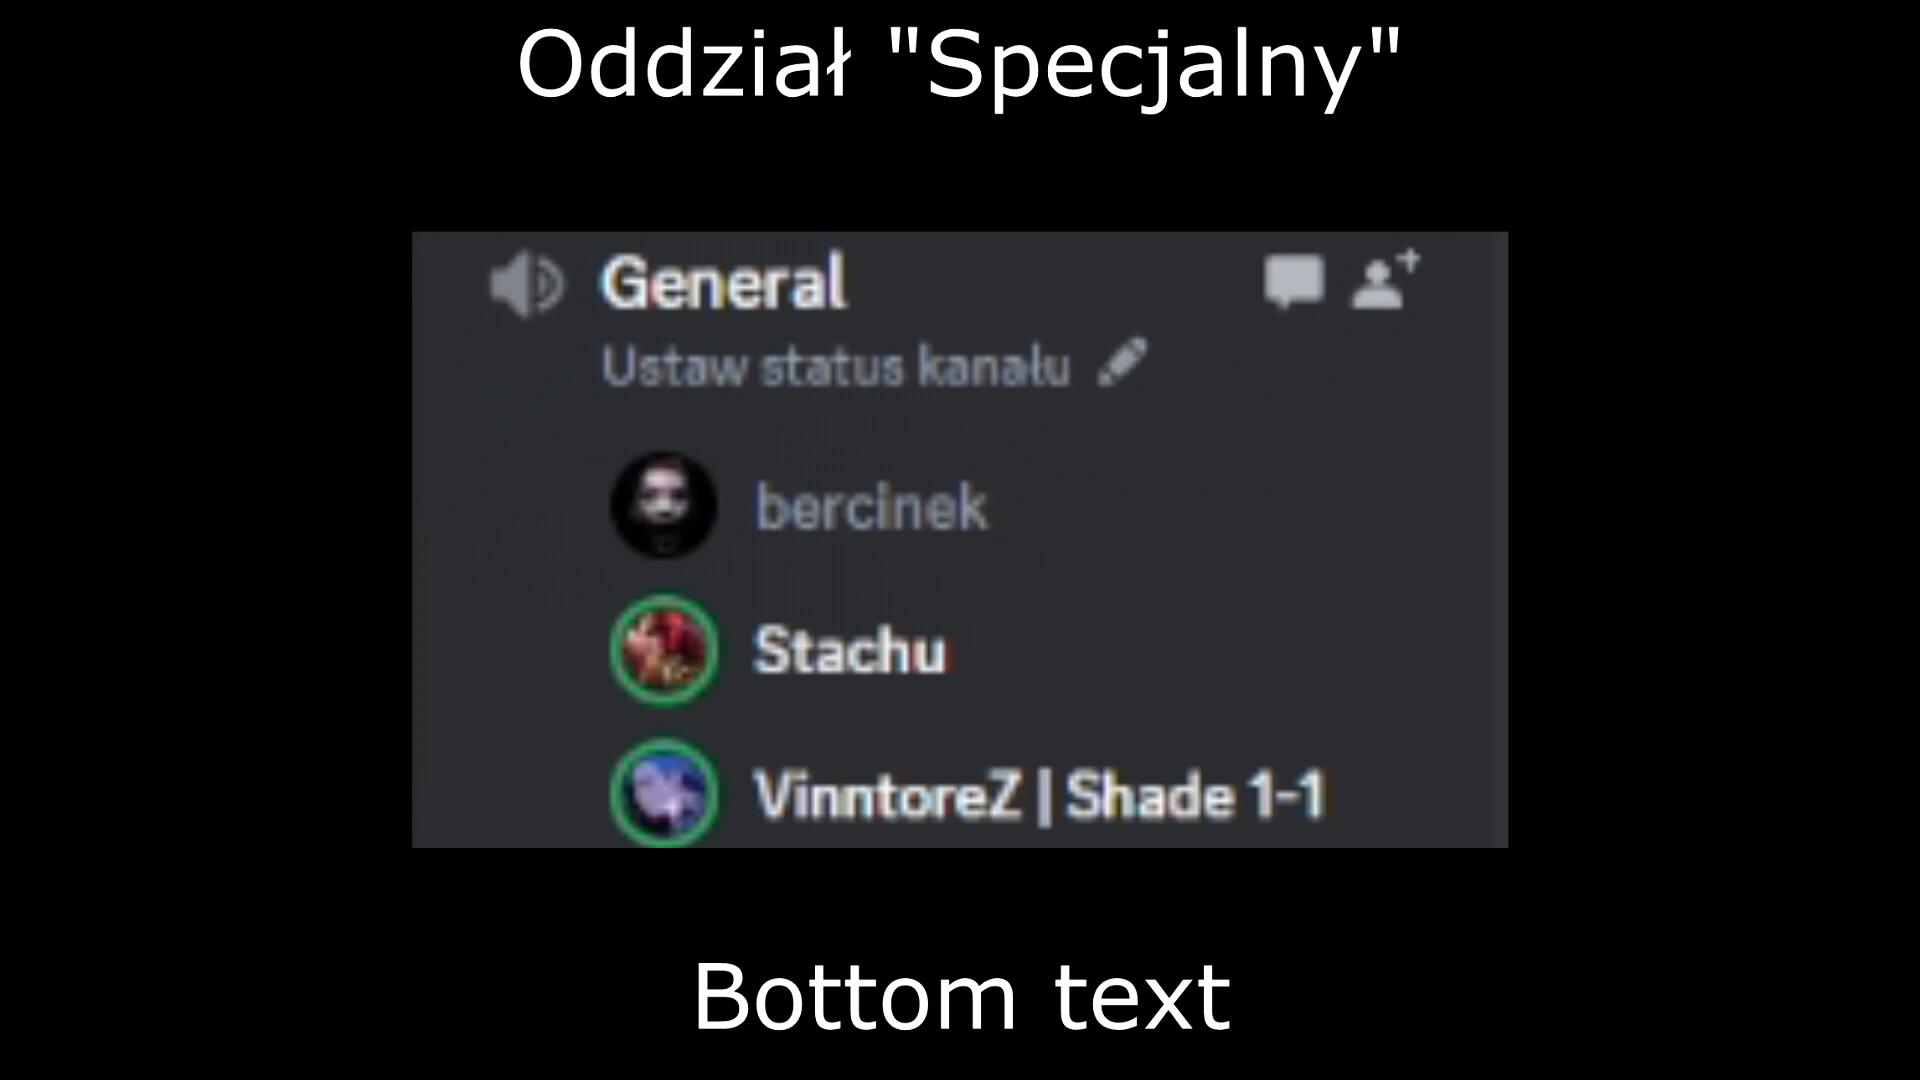 Oddział "Specjalny"
General
Ustaw status kanału
bercinek
Stachu
VinntoreZ | Shade 1-1
Bottom text